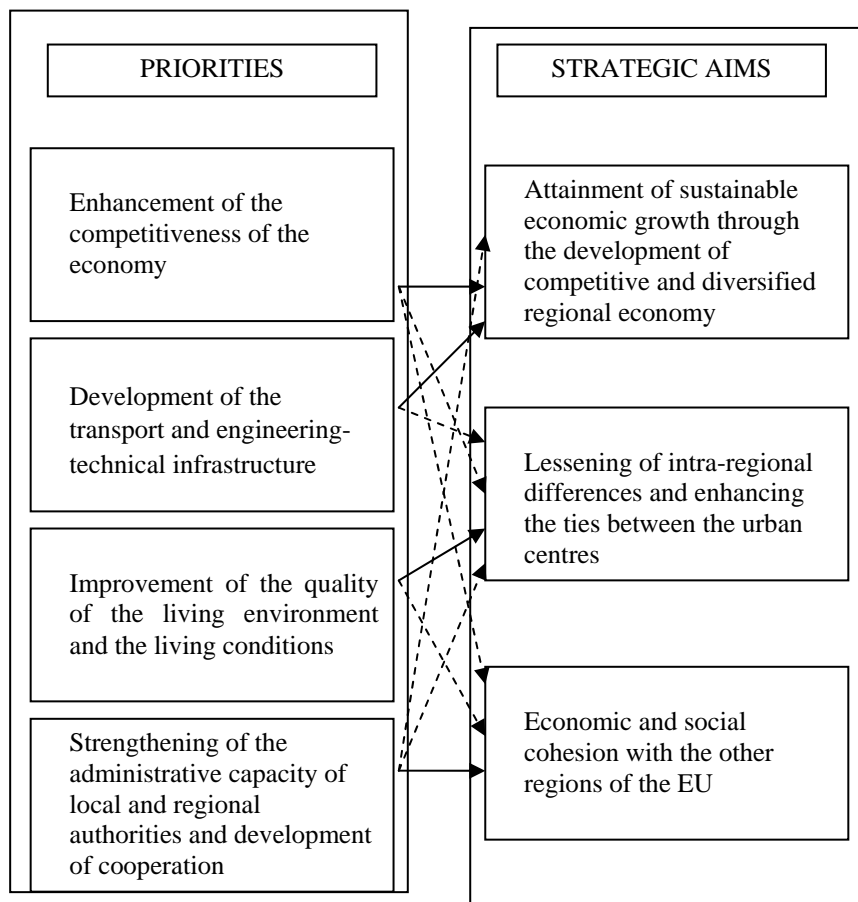 PRIORITIES
Enhancement of the
competitiveness of the
economy
Development of the
transport and engineering-
technical infrastructure
Improvement of the quality
of the living environment
and the living conditions
Strengthening of the
administrative capacity of
local and regional
authorities and development
of cooperation
STRATEGIC AIMS
Attainment of sustainable
economic growth through
the development of
competitive and diversified
regional economy
Lessening of intra-regional
differences and enhancing
the ties between the urban
centres
Economic and social
cohesion with the other
regions of the EU